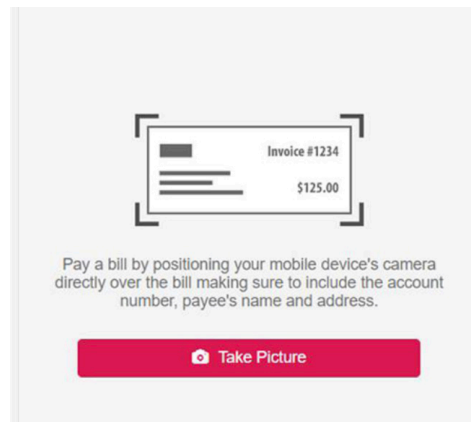 Invoice #1234
$125.00
Pay a bill by positioning your mobile device's camera
directly over the bill making sure to include the account
number, payee's name and address.
Take Picture